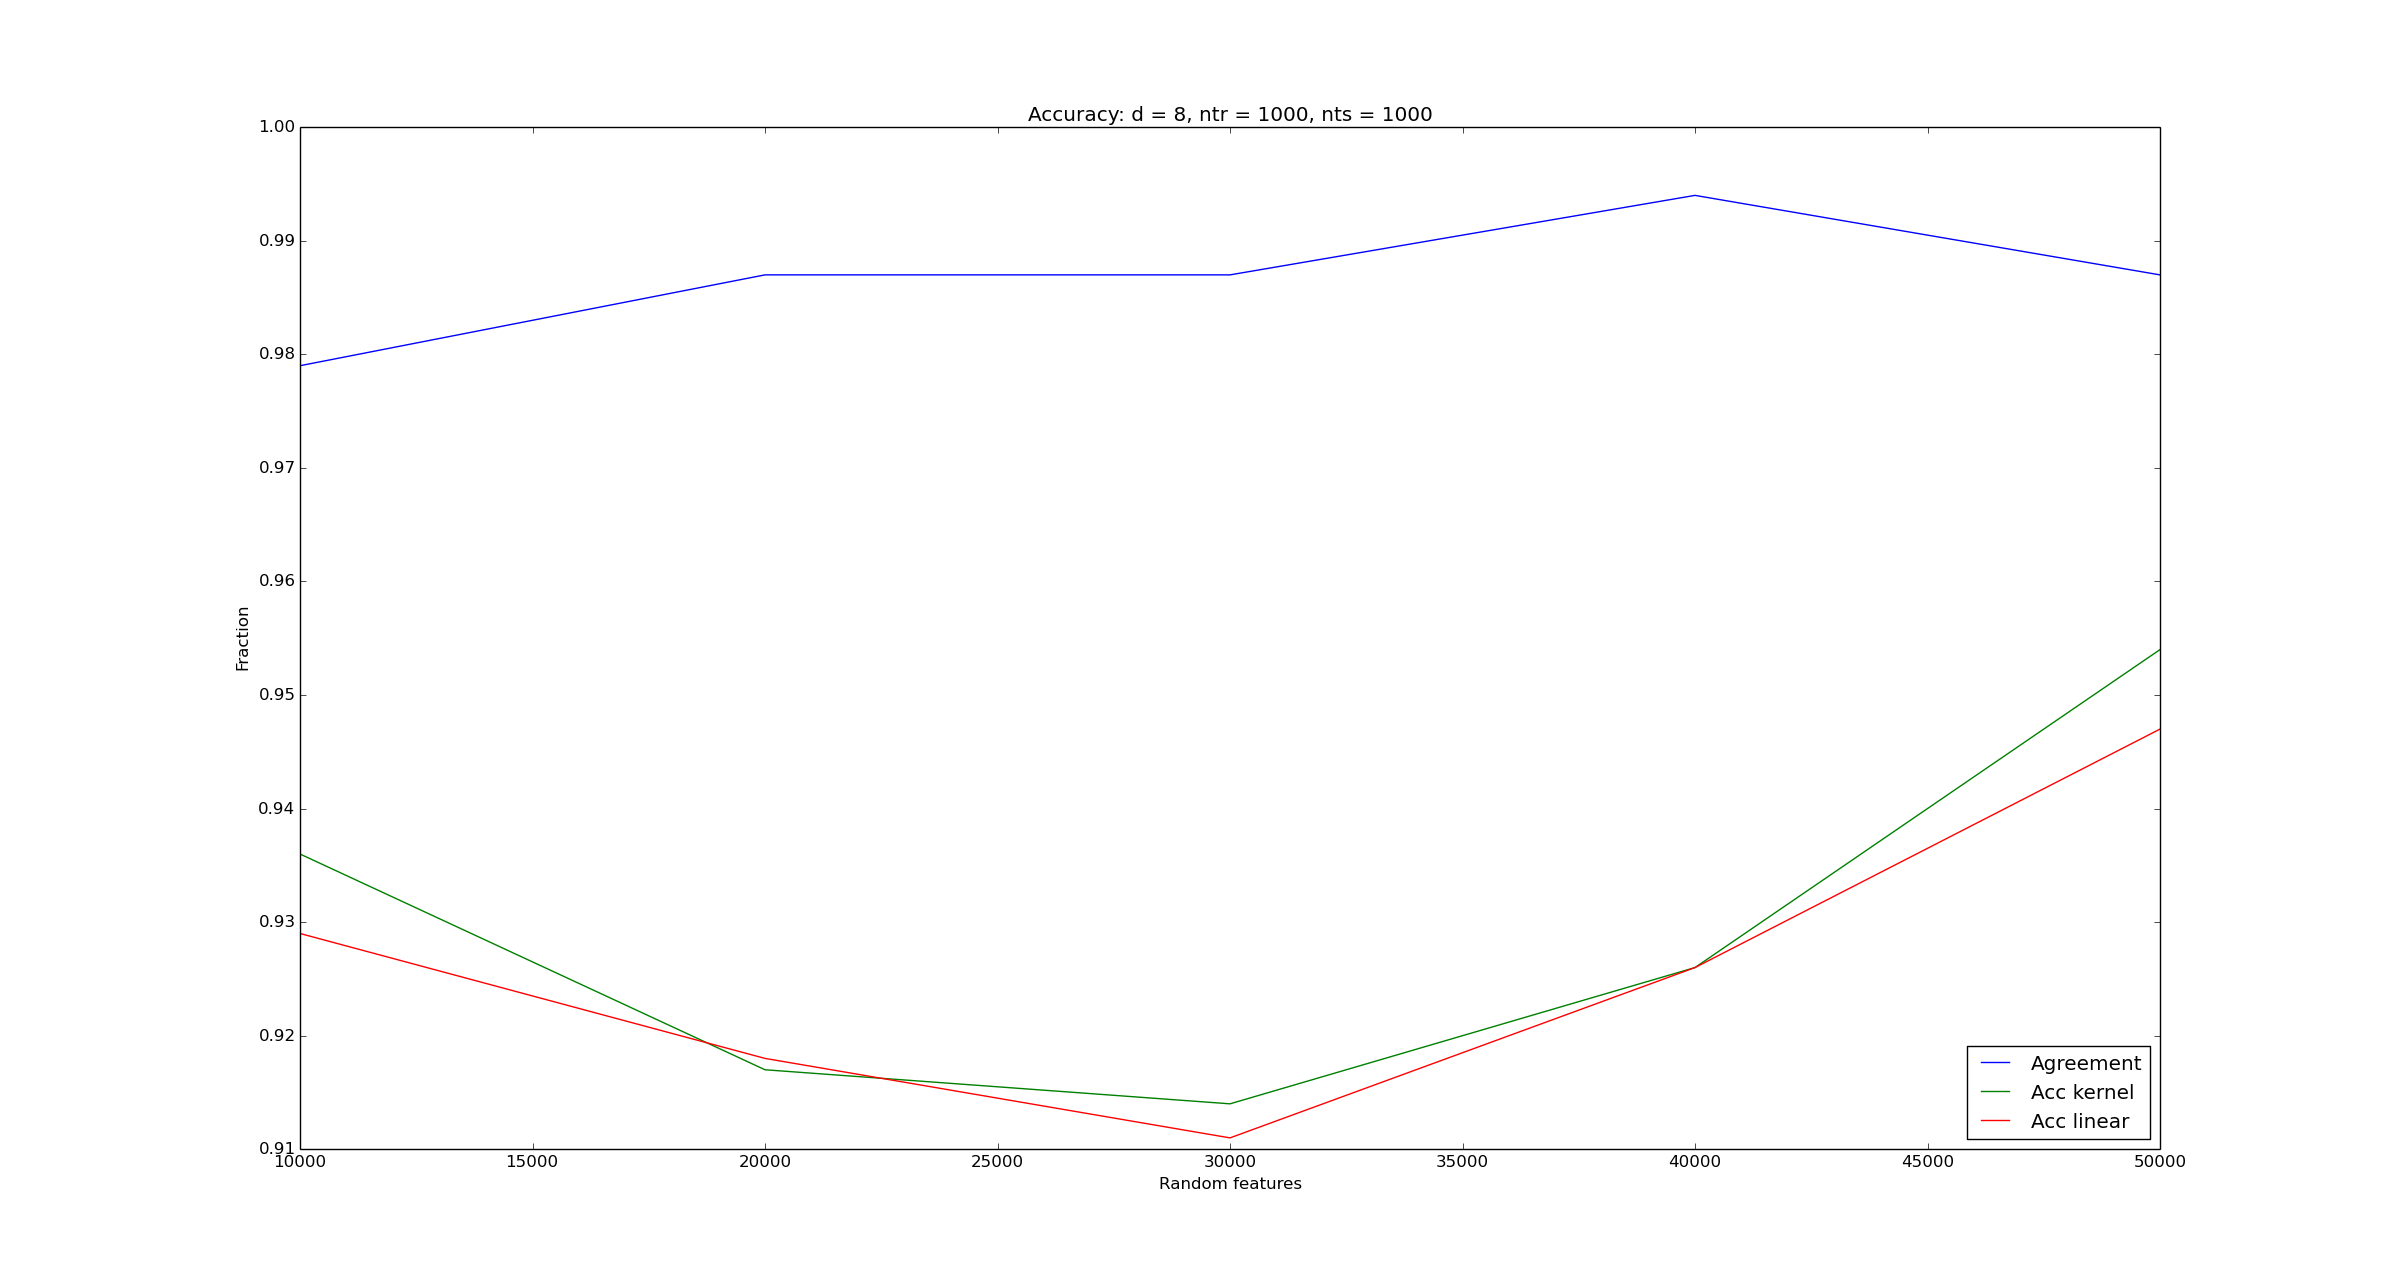 Accuracy: d = 8, ntr = 1000, nts = 1000
1.00
0.99
0.98
0.97
0.96
0.95
0.94
0.93
0.92
0.91
Fraction
10000 15000 20000 25000 30000 35000 40000 45000 50000
Random features
Agreement
Acc kernel
Acc linear